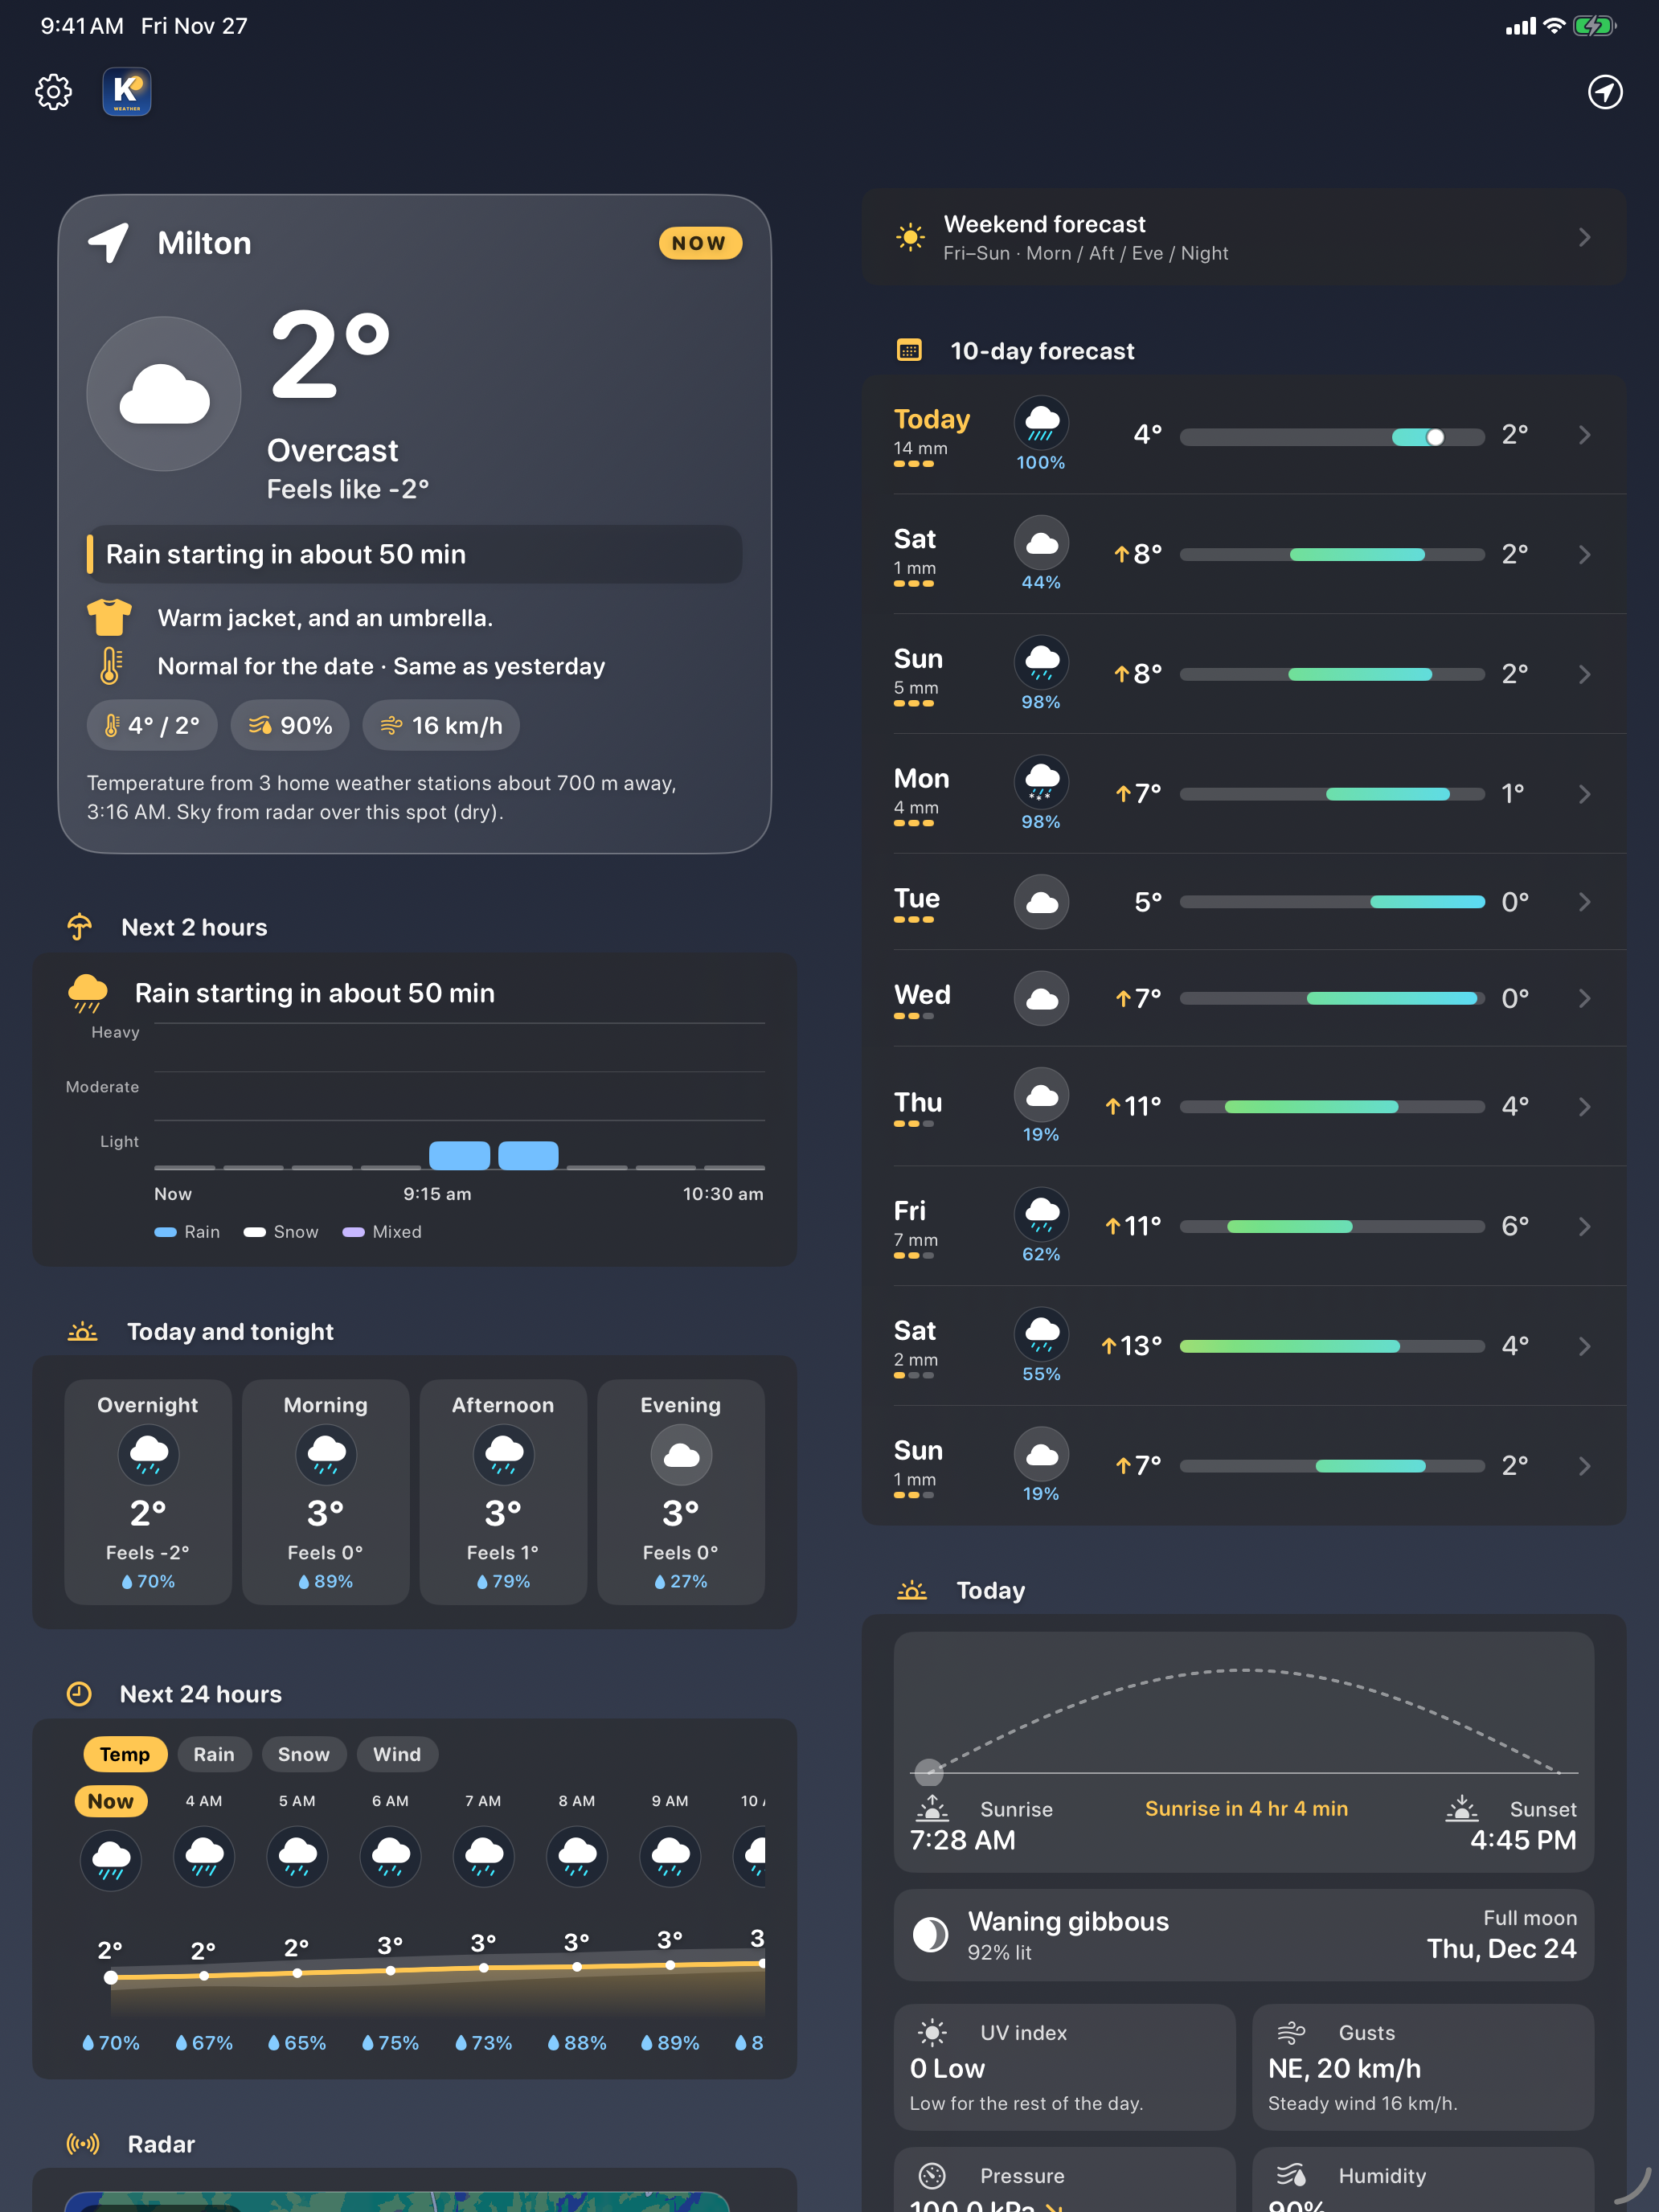 9:41 AM Fri Nov 27
K
WEATHER
Milton
NOW
2°
Overcast
Feels like -2°
Rain starting in about 50 min
Warm jacket, and an umbrella.
Normal for the date · Same as yesterday
4° / 2°
90%
16 km/h
Temperature from 3 home weather stations about 700 m away,
3:16 AM. Sky from radar over this spot (dry).
Next 2 hours
Rain starting in about 50 min
Heavy
Moderate
Light
Now 9:15 am 10:30 am
Rain Snow Mixed
Today and tonight
Overnight Morning Afternoon Evening
2° 3° 3° 3°
Feels -2° Feels 0° Feels 1° Feels 0°
70% 89% 79% 27%
Next 24 hours
Temp Rain Snow Wind
Now 4 AM 5 AM 6 AM 7 AM 8 AM 9 AM 10
2° 2° 2° 3° 3° 3° 3° 3
70% 67% 65% 75% 73% 88% 89% 8
Radar
Weekend forecast
Fri–Sun · Morn / Aft / Eve / Night
10-day forecast
Today 4° 2°
14 mm
100%
Sat 8° 2°
1 mm
44%
Sun 8° 2°
5 mm
98%
Mon 7° 1°
4 mm
98%
Tue 5° 0°
Wed 7° 0°
Thu 11° 4°
19%
Fri 11° 6°
7 mm
62%
Sat 13° 4°
2 mm
55%
Sun 7° 2°
1 mm
19%
Today
Sunrise Sunrise in 4 hr 4 min Sunset
7:28 AM 4:45 PM
Waning gibbous
92% lit
Full moon
Thu, Dec 24
UV index
0 Low
Low for the rest of the day.
Gusts
NE, 20 km/h
Steady wind 16 km/h.
Pressure
100.0 kPa
Humidity
90%